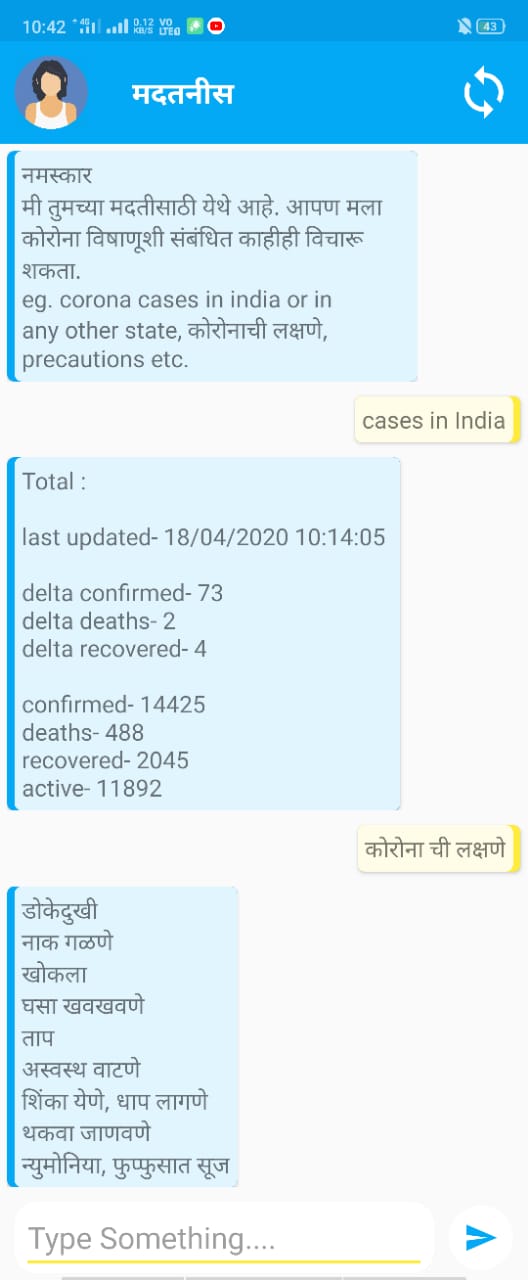 10:42 4G 0.12 KB/S VO LTE 43
मदतनीस
नमस्कार
मी तुमच्या मदतीसाठी येथे आहे. आपण मला
कोरोना विषाणूशी संबंधित काहीही विचारू
शकता.
eg. corona cases in india or in
any other state, कोरोनाची लक्षणे,
precautions etc.
cases in India
Total :
last updated- 18/04/2020 10:14:05
delta confirmed- 73
delta deaths- 2
delta recovered- 4
confirmed- 14425
deaths- 488
recovered- 2045
active- 11892
कोरोना ची लक्षणे
डोकेदुखी
नाक गळणे
खोकला
घसा खवखवणे
ताप
अस्वस्थ वाटणे
शिंका येणे, धाप लागणे
थकवा जाणवणे
न्युमोनिया, फुप्फुसात सूज
Type Something....